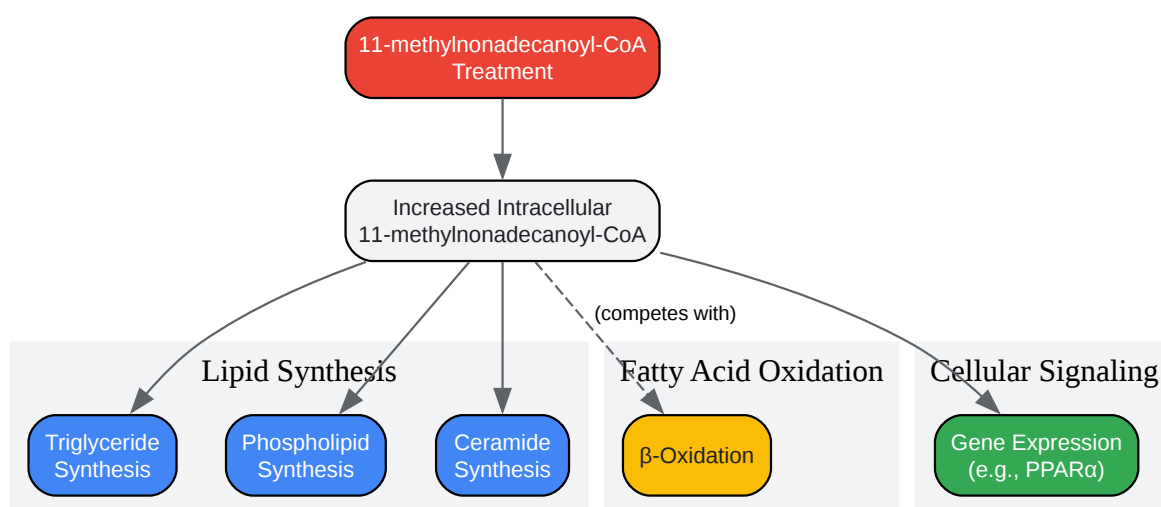 11-methylnonadecanoyl-CoA
Treatment
Increased Intracellular
11-methylnonadecanoyl-CoA
(competes with)
Lipid Synthesis
Fatty Acid Oxidation
Cellular Signaling
Triglyceride
Synthesis
Phospholipid
Synthesis
Ceramide
Synthesis
β-Oxidation
Gene Expression
(e.g., PPARα)